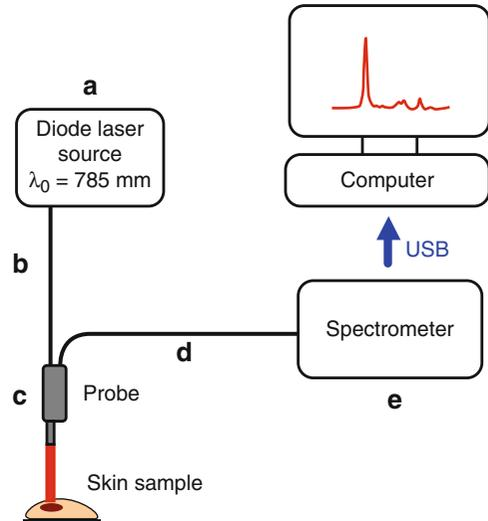 a
Diode laser
source
λ0 = 785 mm
Computer
b
USB
Spectrometer
d
e
c
Probe
Skin sample